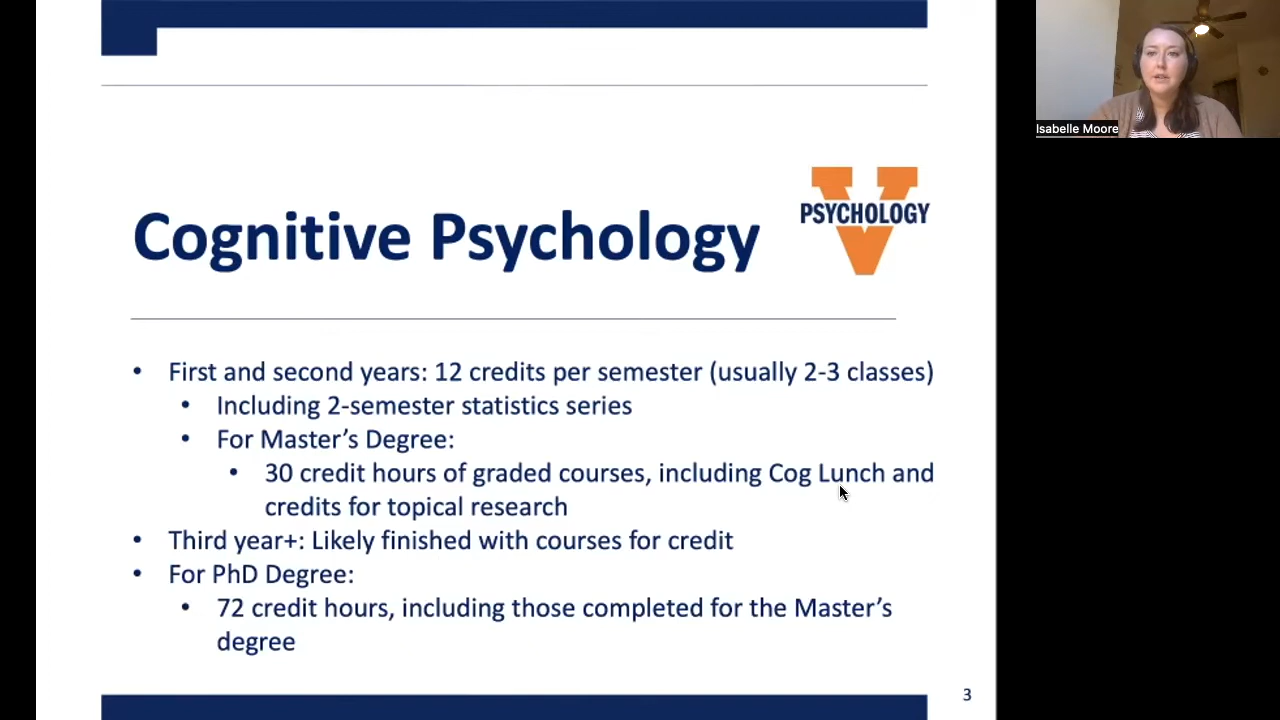 Isabelle Moore
PSYCHOLOGY
Cognitive Psychology
• First and second years: 12 credits per semester (usually 2-3 classes)
• Including 2-semester statistics series
• For Master's Degree:
• 30 credit hours of graded courses, including Cog Lunch and
credits for topical research
• Third year+: Likely finished with courses for credit
• For PhD Degree:
• 72 credit hours, including those completed for the Master's
degree
3